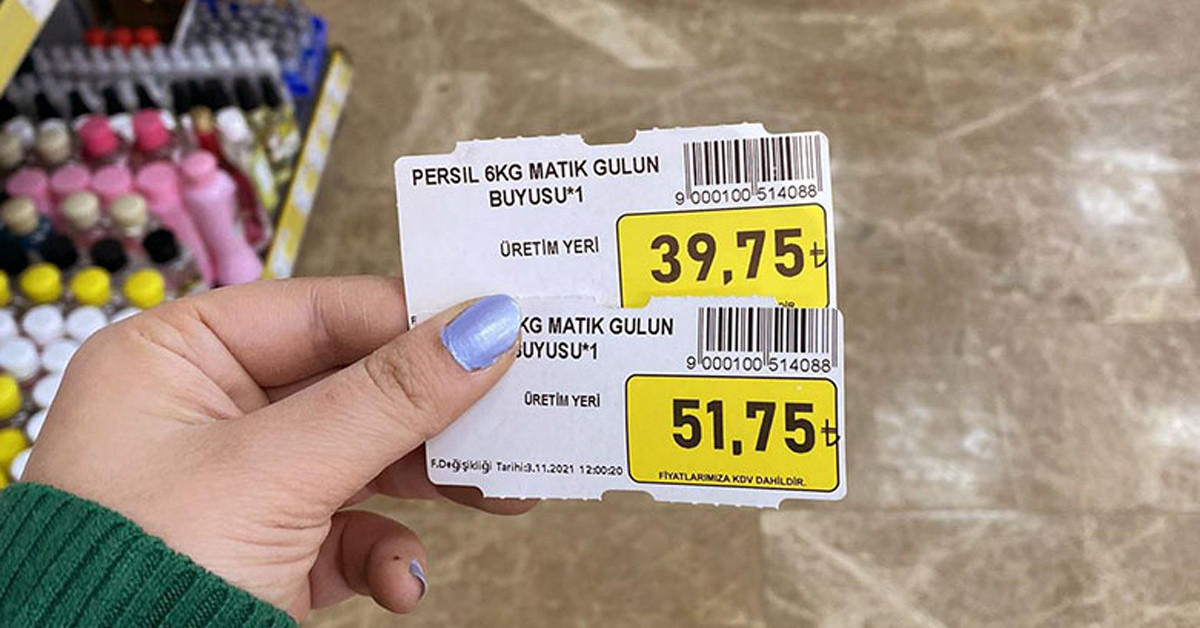 PERSIL 6KG MATIK GULUN
BUYUSU*1
9 000100 514088
ÜRETİM YERİ
39,75₺
KG MATIK GULUN
BUYUSU*1
9 000100 514088
ÜRETİM YERİ
51,75₺
F.Değişikliği Tarihi:3.11.2021 12:00:20
FİYATLARIMIZA KDV DAHİLDİR.